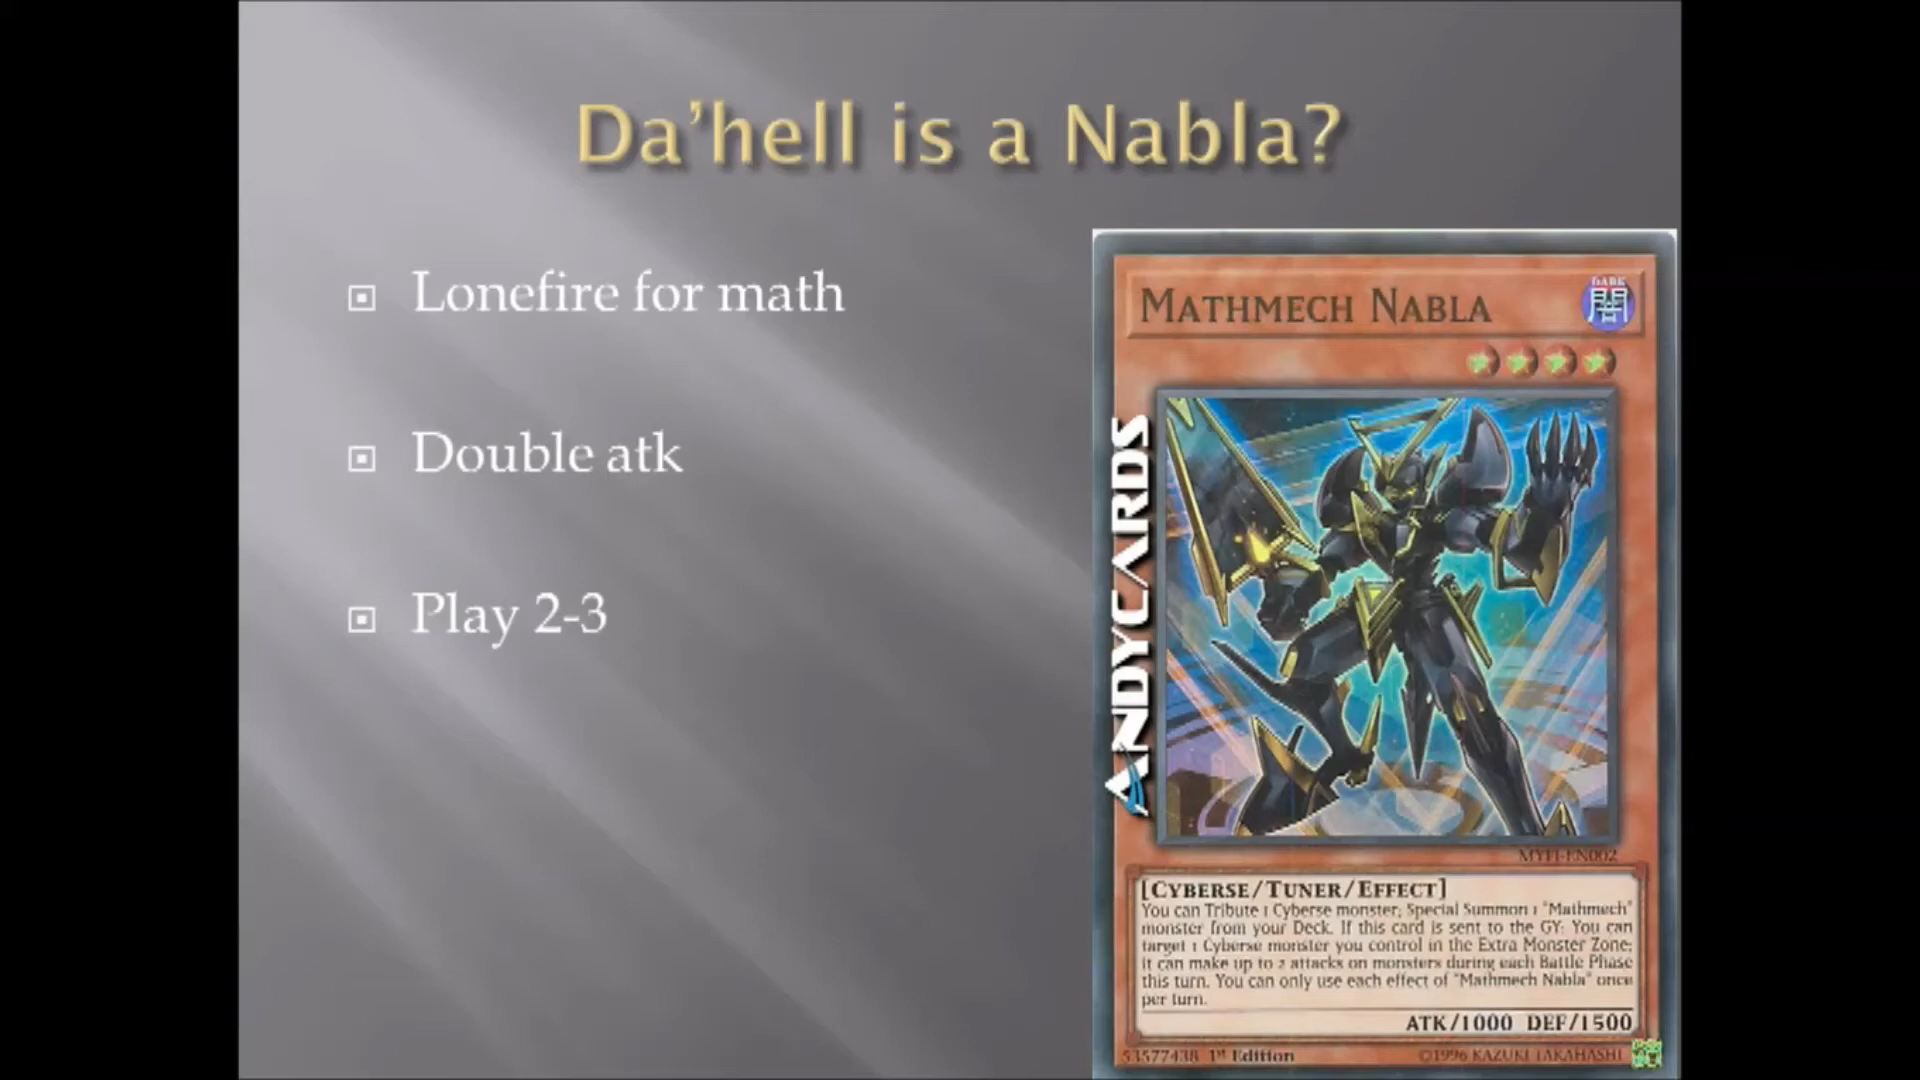 Da'hell is a Nabla?
Lonefire for math
Double atk
Play 2-3
MATHMECH NABLA
DARK
闇
ANDYCARDS
MYFI-EN002
[CYBERSE/TUNER/EFFECT]
You can Tribute 1 Cyberse monster; Special Summon 1 "Mathmech"
monster from your Deck. If this card is sent to the GY: You can
target 1 Cyberse monster you control in the Extra Monster Zone;
it can make up to 2 attacks on monsters during each Battle Phase
this turn. You can only use each effect of "Mathmech Nabla" once
per turn.
ATK/1000 DEF/1500
53577438 1st Edition
©1996 KAZUKI TAKAHASHI